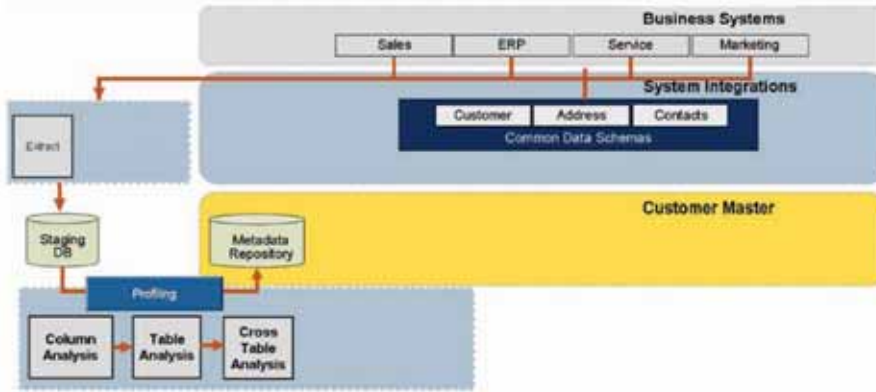 Business Systems
Sales
ERP
Service
Marketing
System Integrations
Customer
Address
Contacts
Common Data Schemas
Extract
Customer Master
Staging
DB
Metadata
Repository
Profiling
Column
Analysis
Table
Analysis
Cross
Table
Analysis